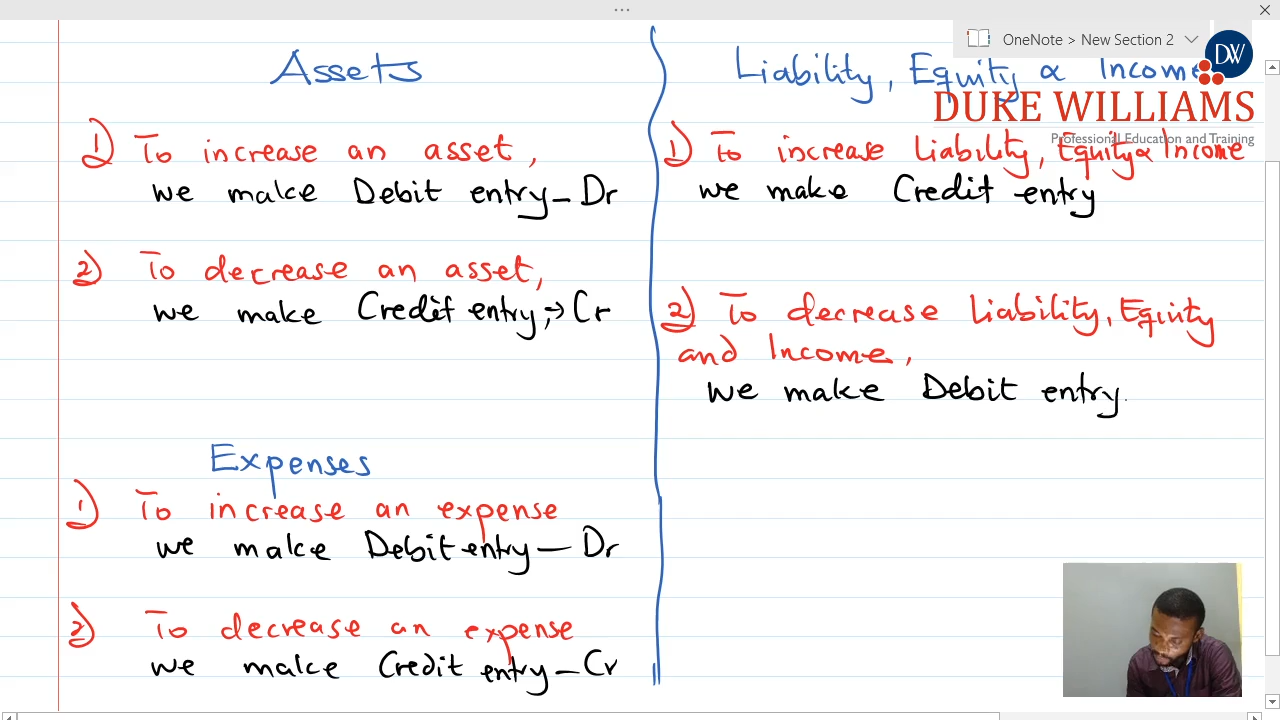 OneNote > New Section 2
DW
DUKE WILLIAMS
Professional Education and Training
Assets
1) To increase an asset,
we make Debit entry - Dr
2) To decrease an asset,
we make Credit entry, → Cr
Expenses
1) To increase an expense
we make Debit entry - Dr
2) To decrease an expense
we make Credit entry - Cr
Liability, Equity & Income
1) To increase Liability, Equity & Income
we make Credit entry
2) To decrease Liability, Equity
and Income,
we make Debit entry.